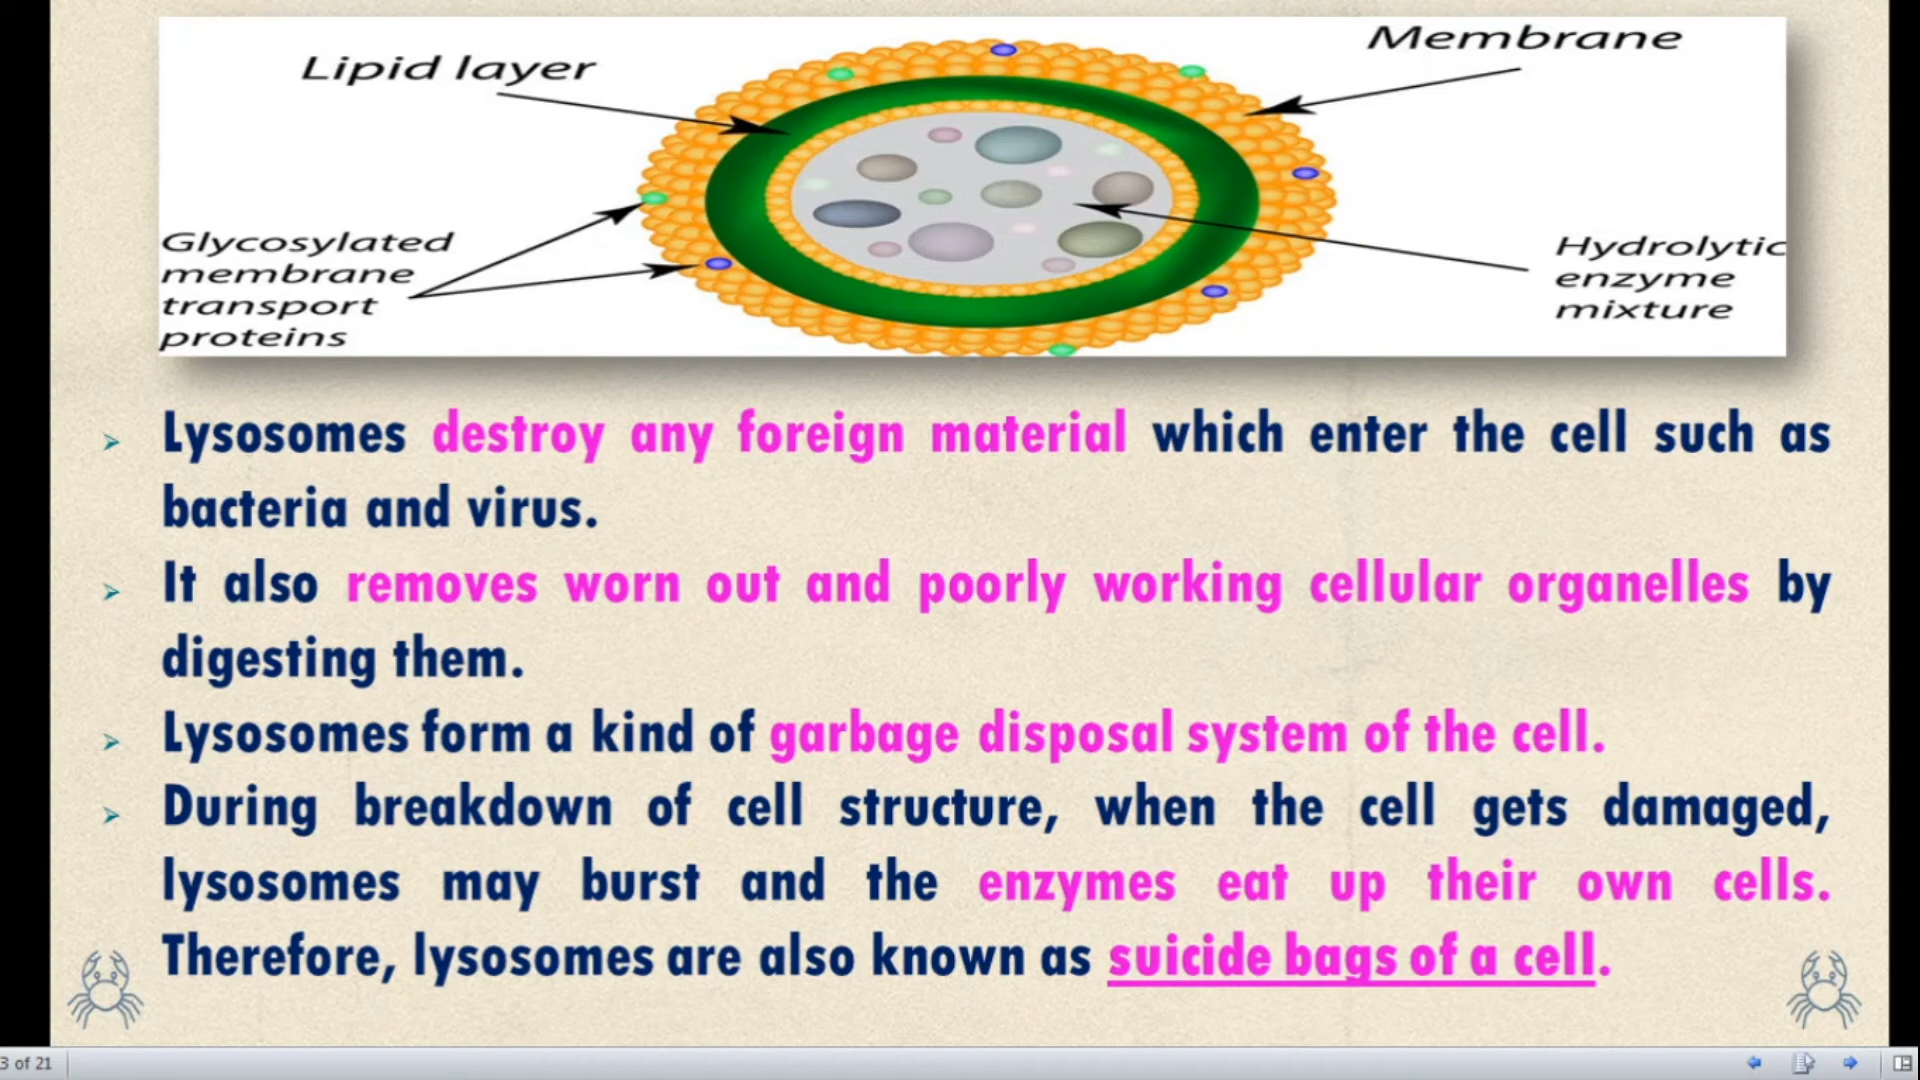 Lipid layer
Membrane
Glycosylated
membrane
transport
proteins
Hydrolytic
enzyme
mixture
Lysosomes destroy any foreign material which enter the cell such as
bacteria and virus.
It also removes worn out and poorly working cellular organelles by
digesting them.
Lysosomes form a kind of garbage disposal system of the cell.
During breakdown of cell structure, when the cell gets damaged,
lysosomes may burst and the enzymes eat up their own cells.
Therefore, lysosomes are also known as suicide bags of a cell.
3 of 21